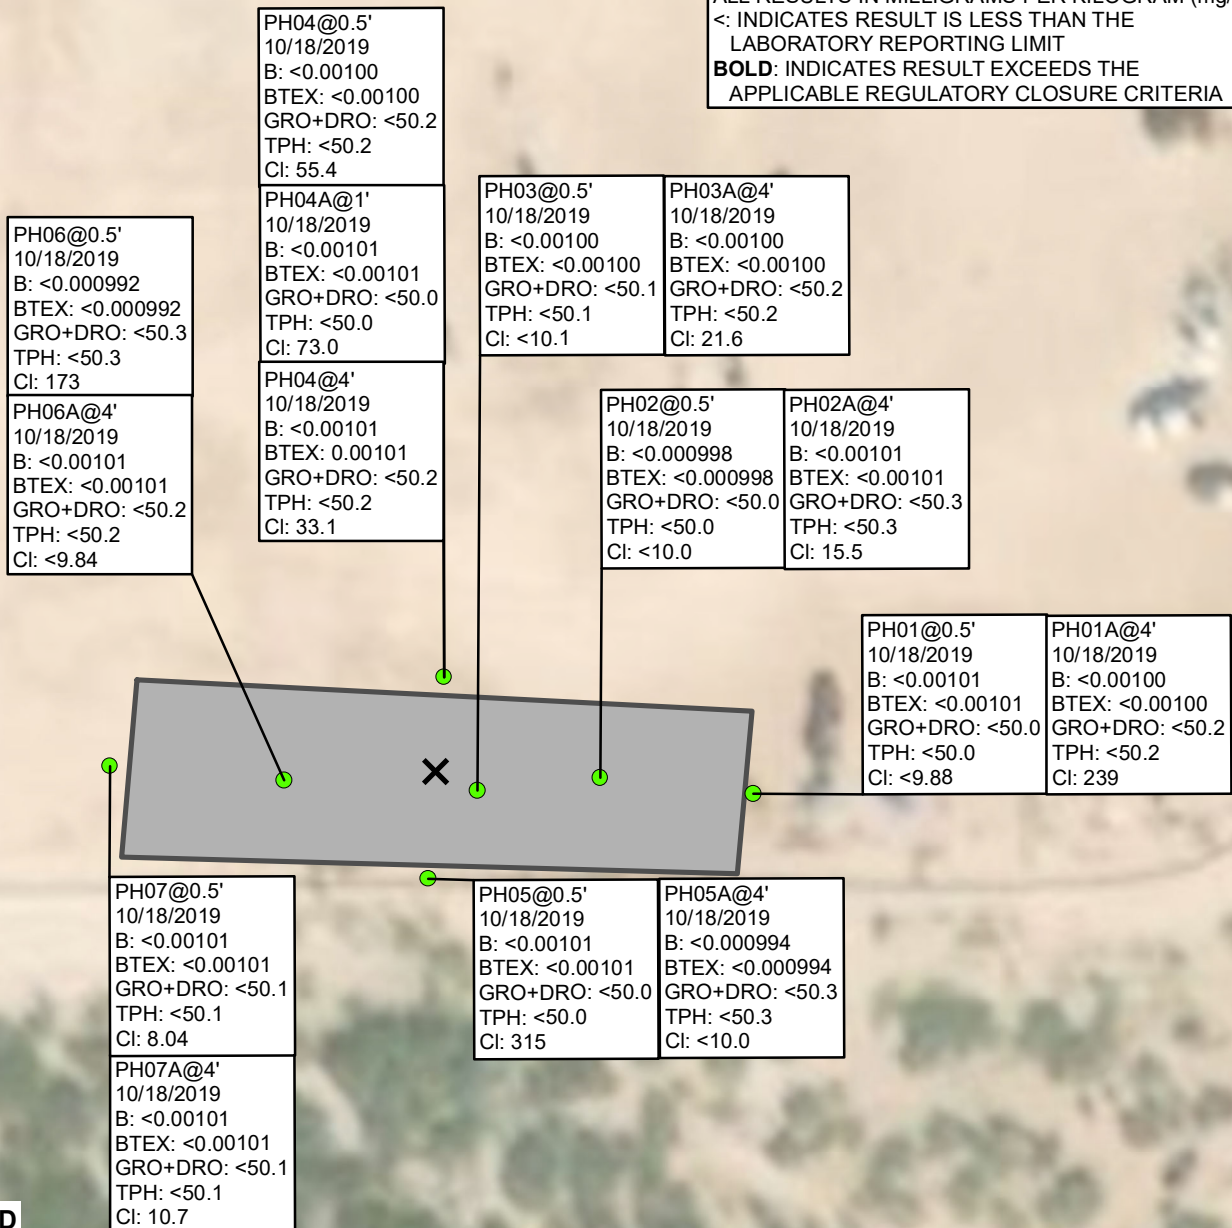 ALL RESULTS IN MILLIGRAMS PER KILOGRAM (mg/
<: INDICATES RESULT IS LESS THAN THE
LABORATORY REPORTING LIMIT
BOLD: INDICATES RESULT EXCEEDS THE
APPLICABLE REGULATORY CLOSURE CRITERIA
PH04@0.5'
10/18/2019
B: <0.00100
BTEX: <0.00100
GRO+DRO: <50.2
TPH: <50.2
Cl: 55.4
PH04A@1'
10/18/2019
B: <0.00101
BTEX: <0.00101
GRO+DRO: <50.0
TPH: <50.0
Cl: 73.0
PH04@4'
10/18/2019
B: <0.00101
BTEX: 0.00101
GRO+DRO: <50.2
TPH: <50.2
Cl: 33.1
PH03@0.5'
10/18/2019
B: <0.00100
BTEX: <0.00100
GRO+DRO: <50.1
TPH: <50.1
Cl: <10.1
PH03A@4'
10/18/2019
B: <0.00100
BTEX: <0.00100
GRO+DRO: <50.2
TPH: <50.2
Cl: 21.6
PH06@0.5'
10/18/2019
B: <0.000992
BTEX: <0.000992
GRO+DRO: <50.3
TPH: <50.3
Cl: 173
PH06A@4'
10/18/2019
B: <0.00101
BTEX: <0.00101
GRO+DRO: <50.2
TPH: <50.2
Cl: <9.84
PH02@0.5'
10/18/2019
B: <0.000998
BTEX: <0.000998
GRO+DRO: <50.0
TPH: <50.0
Cl: <10.0
PH02A@4'
10/18/2019
B: <0.00101
BTEX: <0.00101
GRO+DRO: <50.3
TPH: <50.3
Cl: 15.5
PH01@0.5'
10/18/2019
B: <0.00101
BTEX: <0.00101
GRO+DRO: <50.0
TPH: <50.0
Cl: <9.88
PH01A@4'
10/18/2019
B: <0.00100
BTEX: <0.00100
GRO+DRO: <50.2
TPH: <50.2
Cl: 239
PH07@0.5'
10/18/2019
B: <0.00101
BTEX: <0.00101
GRO+DRO: <50.1
TPH: <50.1
Cl: 8.04
PH07A@4'
10/18/2019
B: <0.00101
BTEX: <0.00101
GRO+DRO: <50.1
TPH: <50.1
Cl: 10.7
PH05@0.5'
10/18/2019
B: <0.00101
BTEX: <0.00101
GRO+DRO: <50.0
TPH: <50.0
Cl: 315
PH05A@4'
10/18/2019
B: <0.000994
BTEX: <0.000994
GRO+DRO: <50.3
TPH: <50.3
Cl: <10.0
D